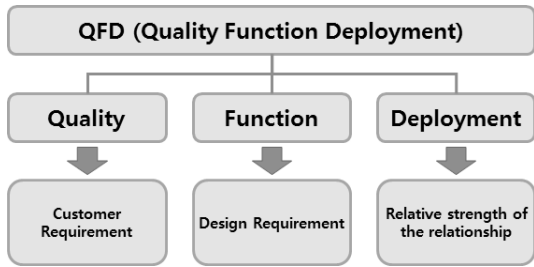 QFD (Quality Function Deployment)
Quality
Function
Deployment
Customer
Requirement
Design Requirement
Relative strength of
the relationship